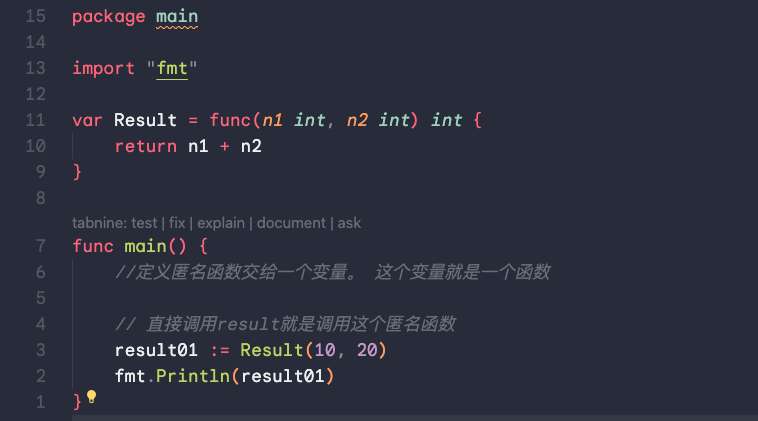 15 package main
14
13 import "fmt"
12
11 var Result = func(n1 int, n2 int) int {
10     return n1 + n2
9 }
8
tabnine: test | fix | explain | document | ask
7 func main() {
6     //定义匿名函数交给一个变量。 这个变量就是一个函数
5
4     // 直接调用result就是调用这个匿名函数
3     result01 := Result(10, 20)
2     fmt.Println(result01)
1 }